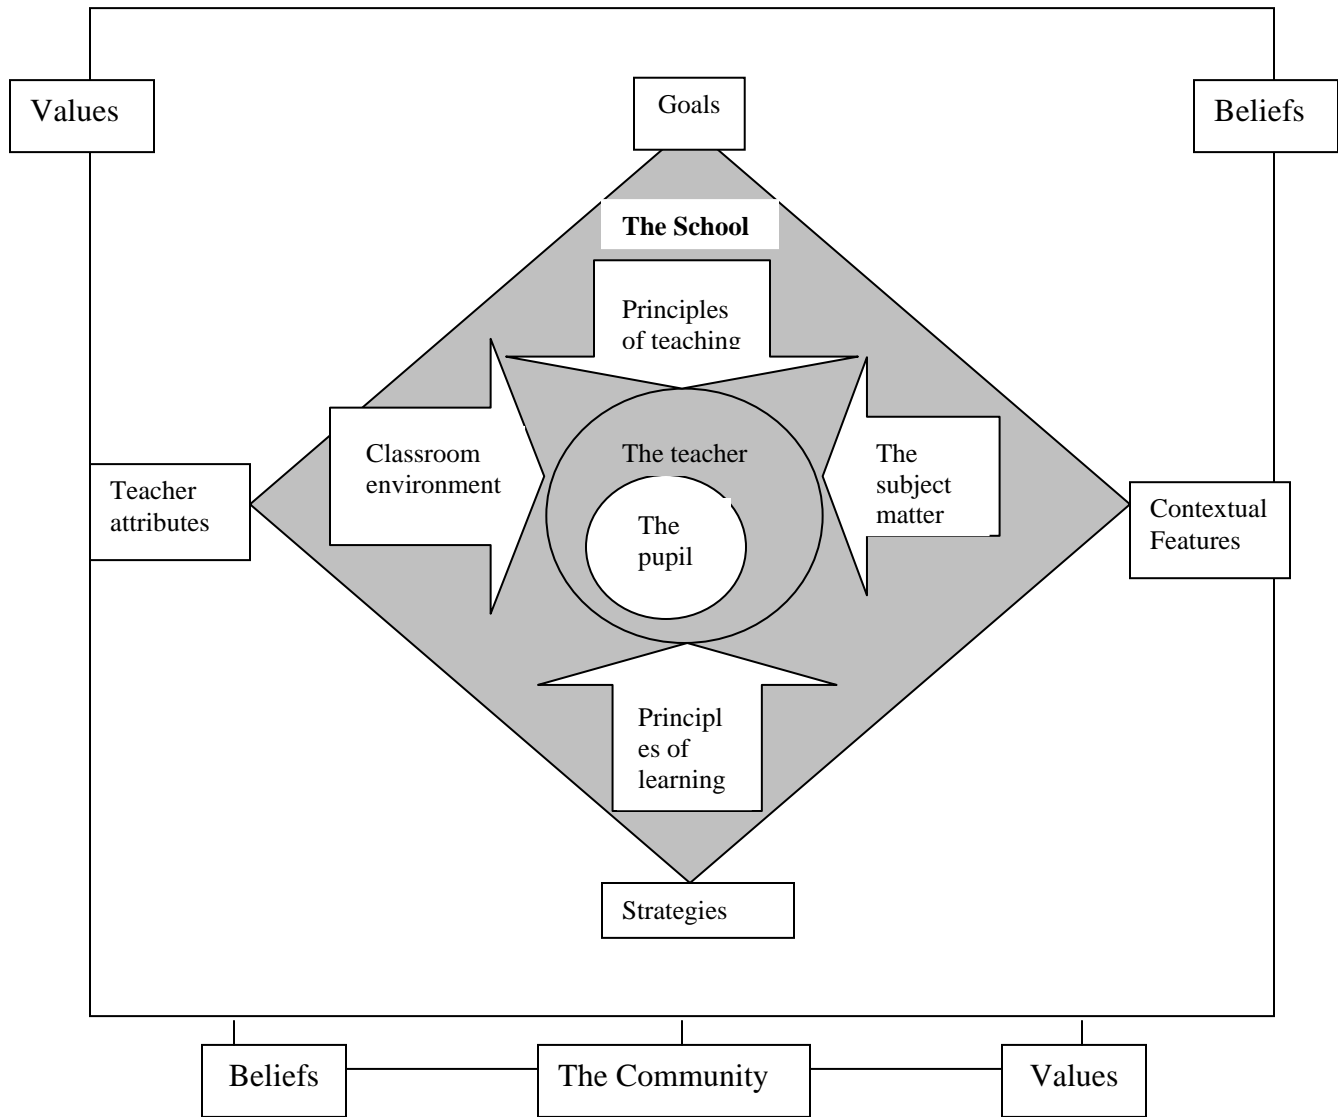 Values
Goals
Beliefs
The School
Principles
of teaching
Classroom
environment
The teacher
The
subject
matter
Teacher
attributes
The
pupil
Contextual
Features
Principl
es of
learning
Strategies
Beliefs
The Community
Values